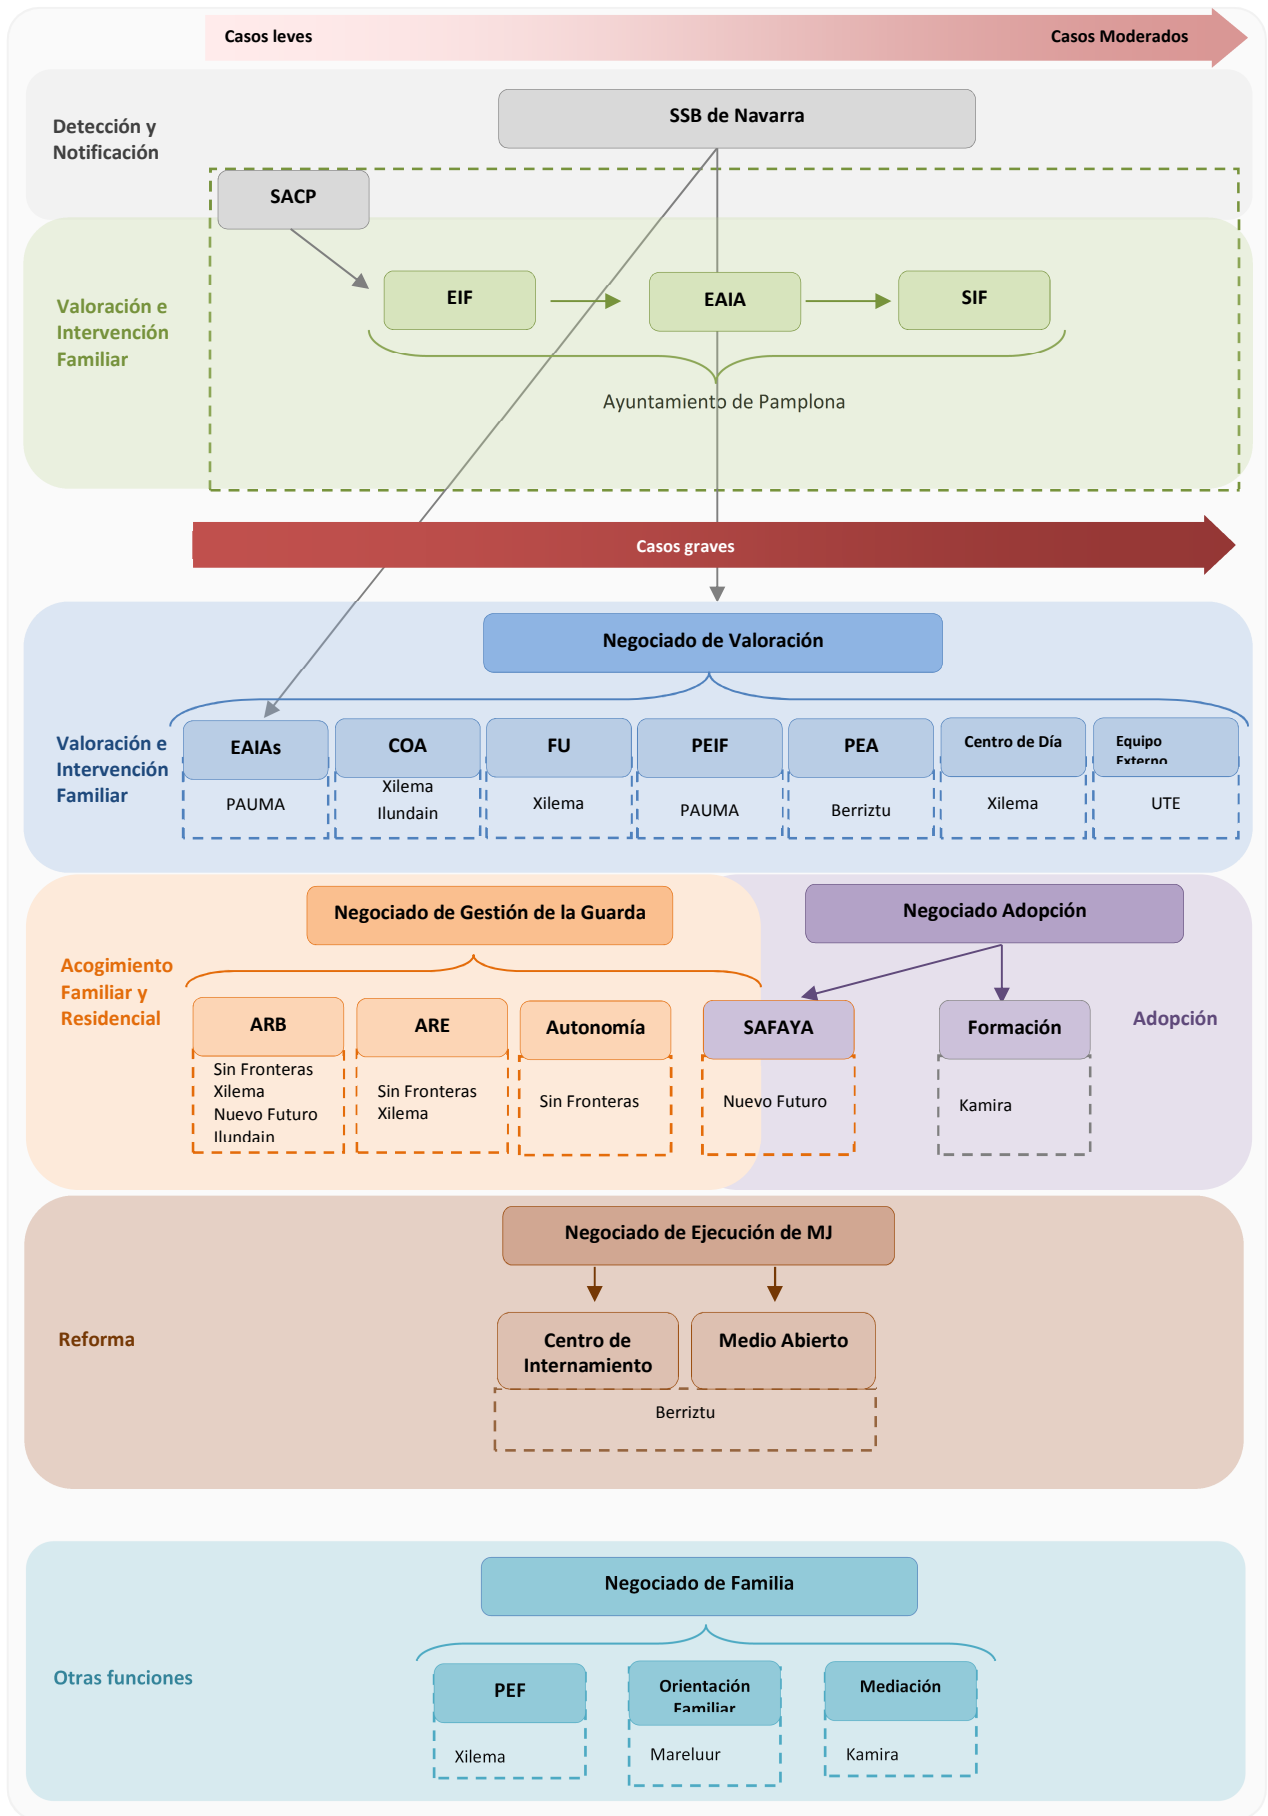 Casos leves
Casos Moderados
SSB de Navarra
Detección y
Notificación
SACP
EIF
EAIA
SIF
Valoración e
Intervención
Familiar
Ayuntamiento de Pamplona
Casos graves
Negociado de Valoración
Valoración e
Intervención
Familiar
EAIAs
PAUMA
COA
Xilema
Ilundain
FU
Xilema
PEIF
PAUMA
PEA
Berriztu
Centro de Día
Xilema
Equipo
Externo
UTE
Negociado de Gestión de la Guarda
Negociado Adopción
Acogimiento
Familiar y
Residencial
ARB
Sin Fronteras
Xilema
Nuevo Futuro
Ilundain
ARE
Sin Fronteras
Xilema
Autonomía
Sin Fronteras
SAFAYA
Nuevo Futuro
Formación
Kamira
Adopción
Negociado de Ejecución de MJ
Reforma
Centro de
Internamiento
Medio Abierto
Berriztu
Negociado de Familia
Otras funciones
PEF
Xilema
Orientación
Familiar
Mareluur
Mediación
Kamira